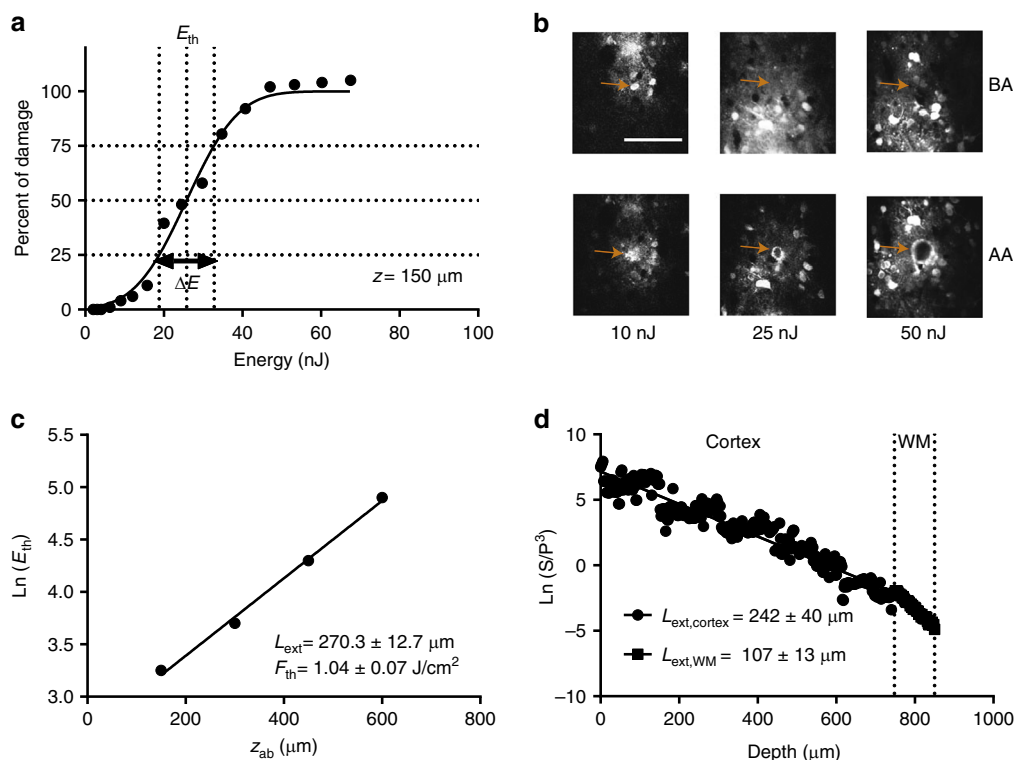 a
E_th
Percent of damage
100
75
50
25
0
ΔE
z = 150 μm
0 20 40 60 80 100
Energy (nJ)
b
BA
AA
10 nJ 25 nJ 50 nJ
c
Ln (E_th)
5.5
5.0
4.5
4.0
3.5
3.0
L_ext = 270.3 ± 12.7 μm
F_th = 1.04 ± 0.07 J/cm²
0 200 400 600 800
z_ab (μm)
d
Ln (S/P³)
10
5
0
−5
−10
Cortex WM
L_ext,cortex = 242 ± 40 μm
L_ext,WM = 107 ± 13 μm
0 200 400 600 800 1000
Depth (μm)